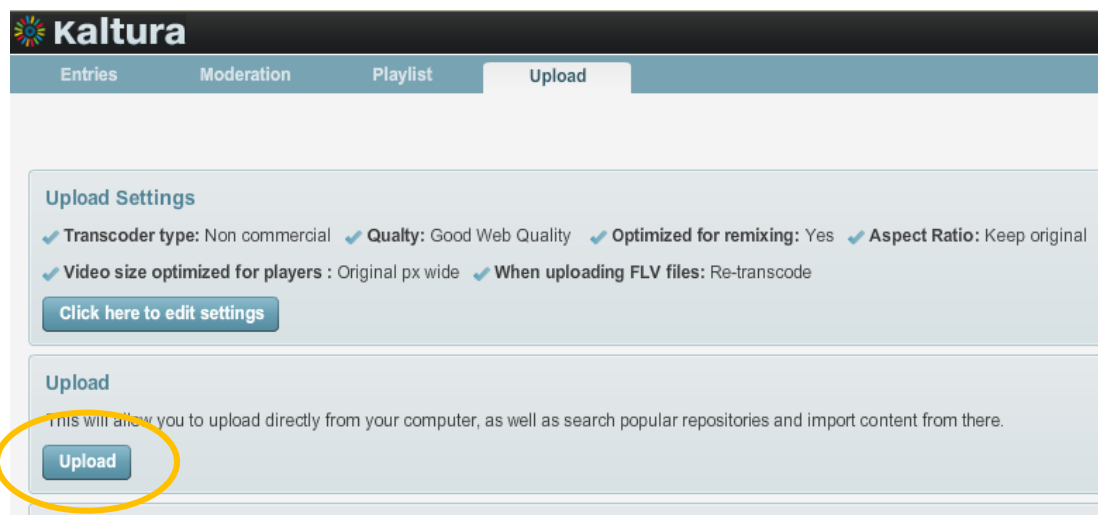 Kaltura
Entries Moderation Playlist Upload
Upload Settings
Transcoder type: Non commercial Qualty: Good Web Quality Optimized for remixing: Yes Aspect Ratio: Keep original
Video size optimized for players : Original px wide When uploading FLV files: Re-transcode
Click here to edit settings
Upload
This will allow you to upload directly from your computer, as well as search popular repositories and import content from there.
Upload